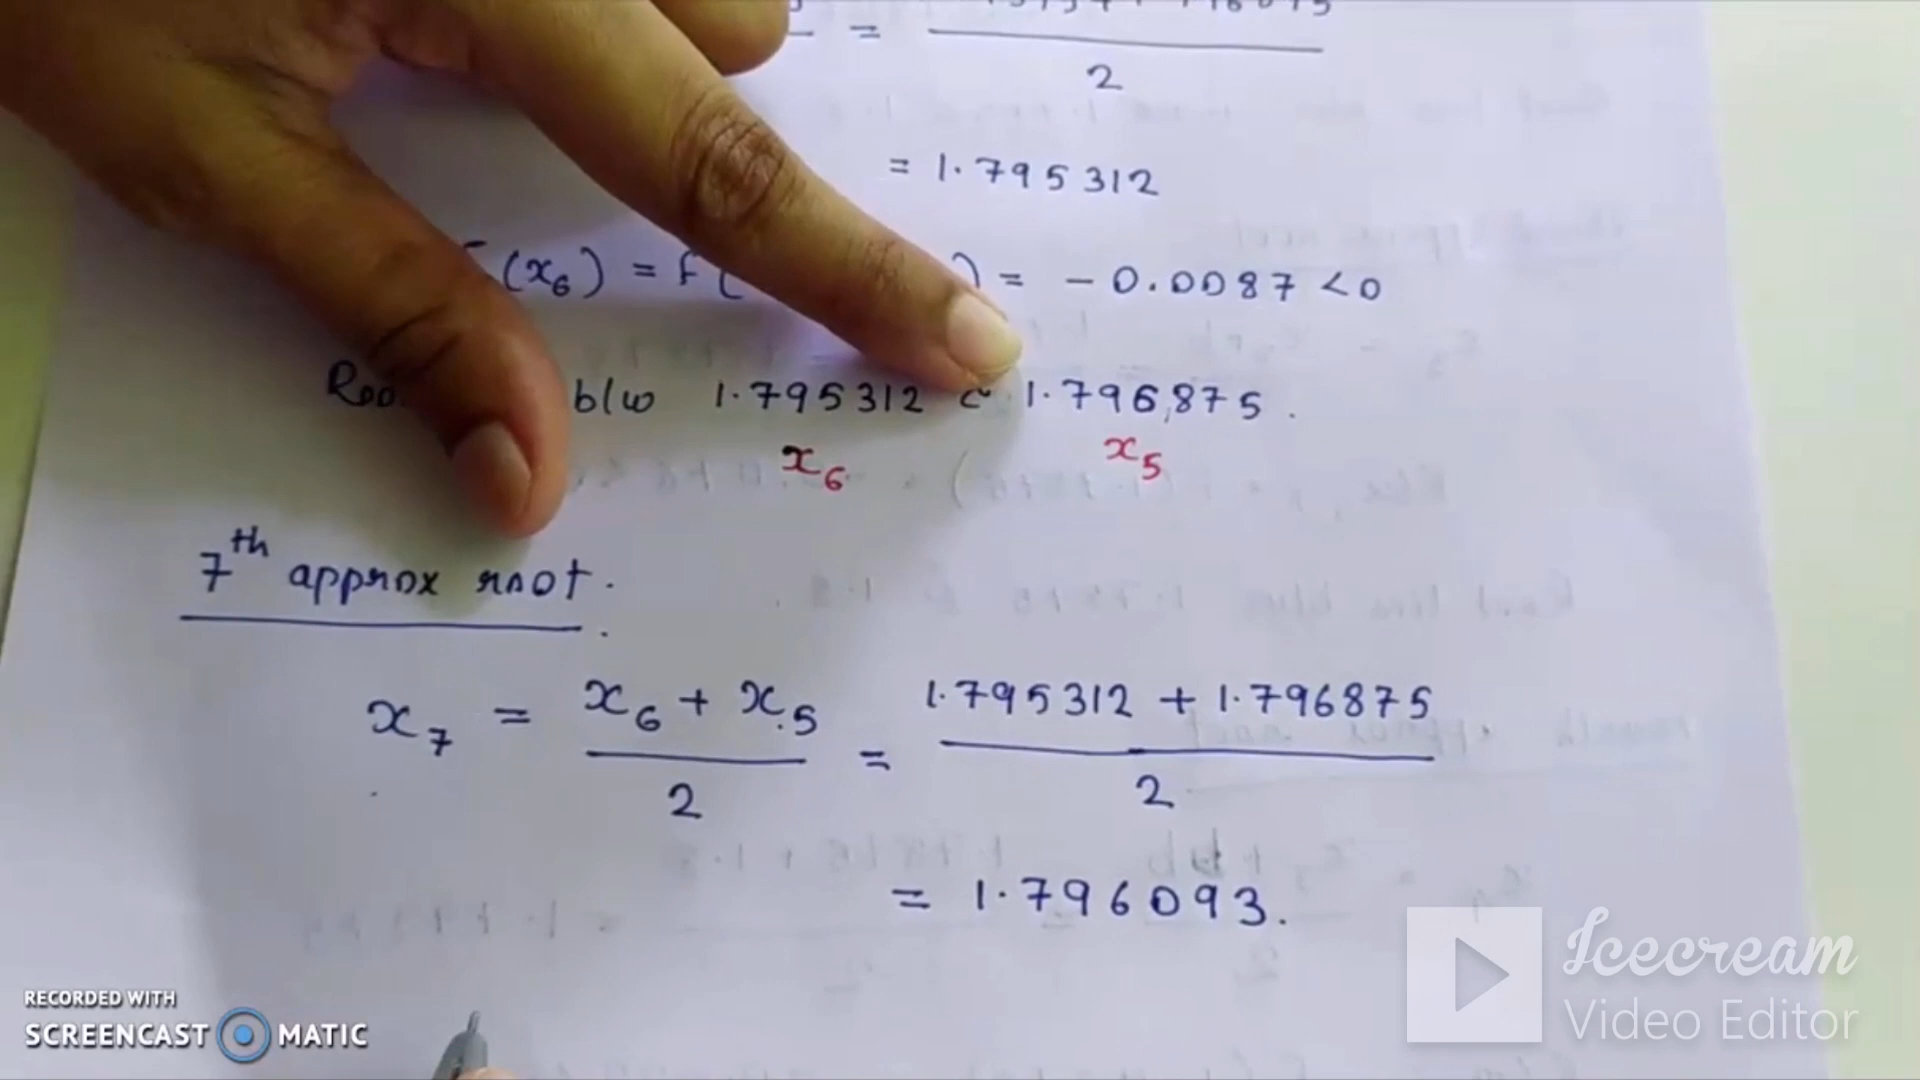 =
2
= 1.795312
(x6) = f( ) = - 0.0087 <0
b/w 1.795312 & 1.796875.
x6 x5
7th approx root.
x7 = x6 + x5 / 2 = 1.795312 + 1.796875 / 2
= 1.796093.
Icecream
Video Editor
RECORDED WITH
SCREENCAST MATIC